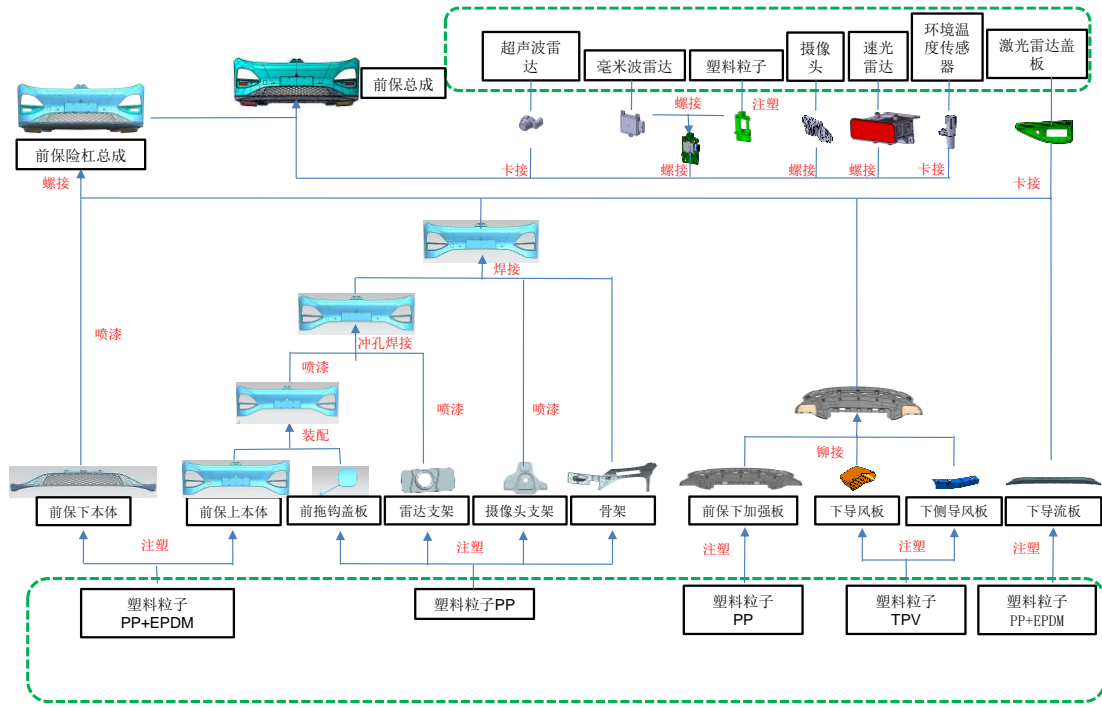 超声波雷
达
毫米波雷达
塑料粒子
摄像
头
速光
雷达
环境温
度传感
器
激光雷达盖
板
前保总成
螺接
注塑
前保险杠总成
卡接
螺接
螺接
螺接
卡接
螺接
卡接
焊接
喷漆
冲孔焊接
喷漆
喷漆
喷漆
装配
铆接
前保下本体
前保上本体
前拖钩盖板
雷达支架
摄像头支架
骨架
前保下加强板
下导风板
下侧导风板
下导流板
注塑
注塑
注塑
注塑
注塑
塑料粒子
PP+EPDM
塑料粒子PP
塑料粒子
PP
塑料粒子
TPV
塑料粒子
PP+EPDM